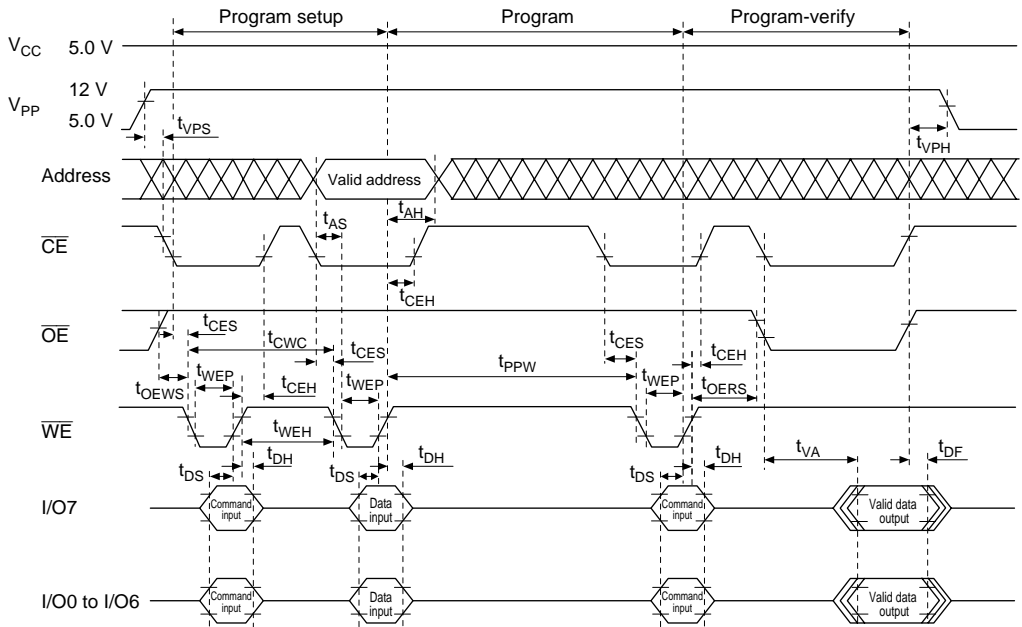 Program setup Program Program-verify
VCC 5.0 V
12 V
VPP
5.0 V
tVPS tVPH
Address Valid address
tAS tAH
CE
tCEH
OE
tCES tCWC tCES tCES tCEH
tPPW
tOEWS tWEP tCEH tWEP tWEP tOERS
WE
tWEH
tDS tDH tDS tDH tDS tDH tVA tDF
I/O7 Command input Data input Command input Valid data output
I/O0 to I/O6 Command input Data input Command input Valid data output